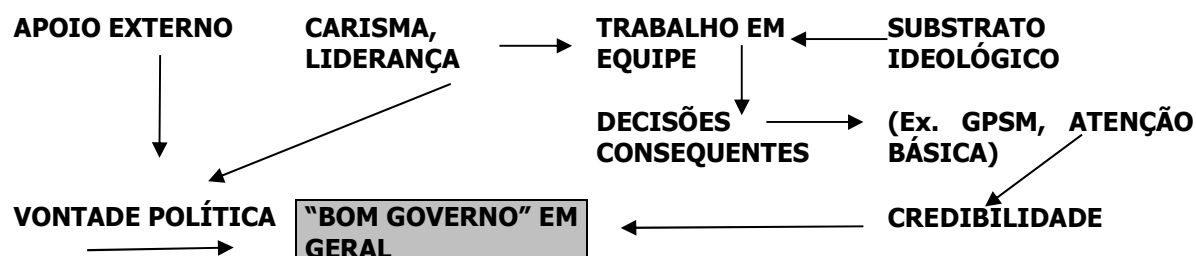 APOIO EXTERNO
CARISMA,
LIDERANÇA
TRABALHO EM
EQUIPE
SUBSTRATO
IDEOLÓGICO
DECISÕES
CONSEQUENTES
(Ex. GPSM, ATENÇÃO
BÁSICA)
VONTADE POLÍTICA
“BOM GOVERNO” EM
GERAL
CREDIBILIDADE